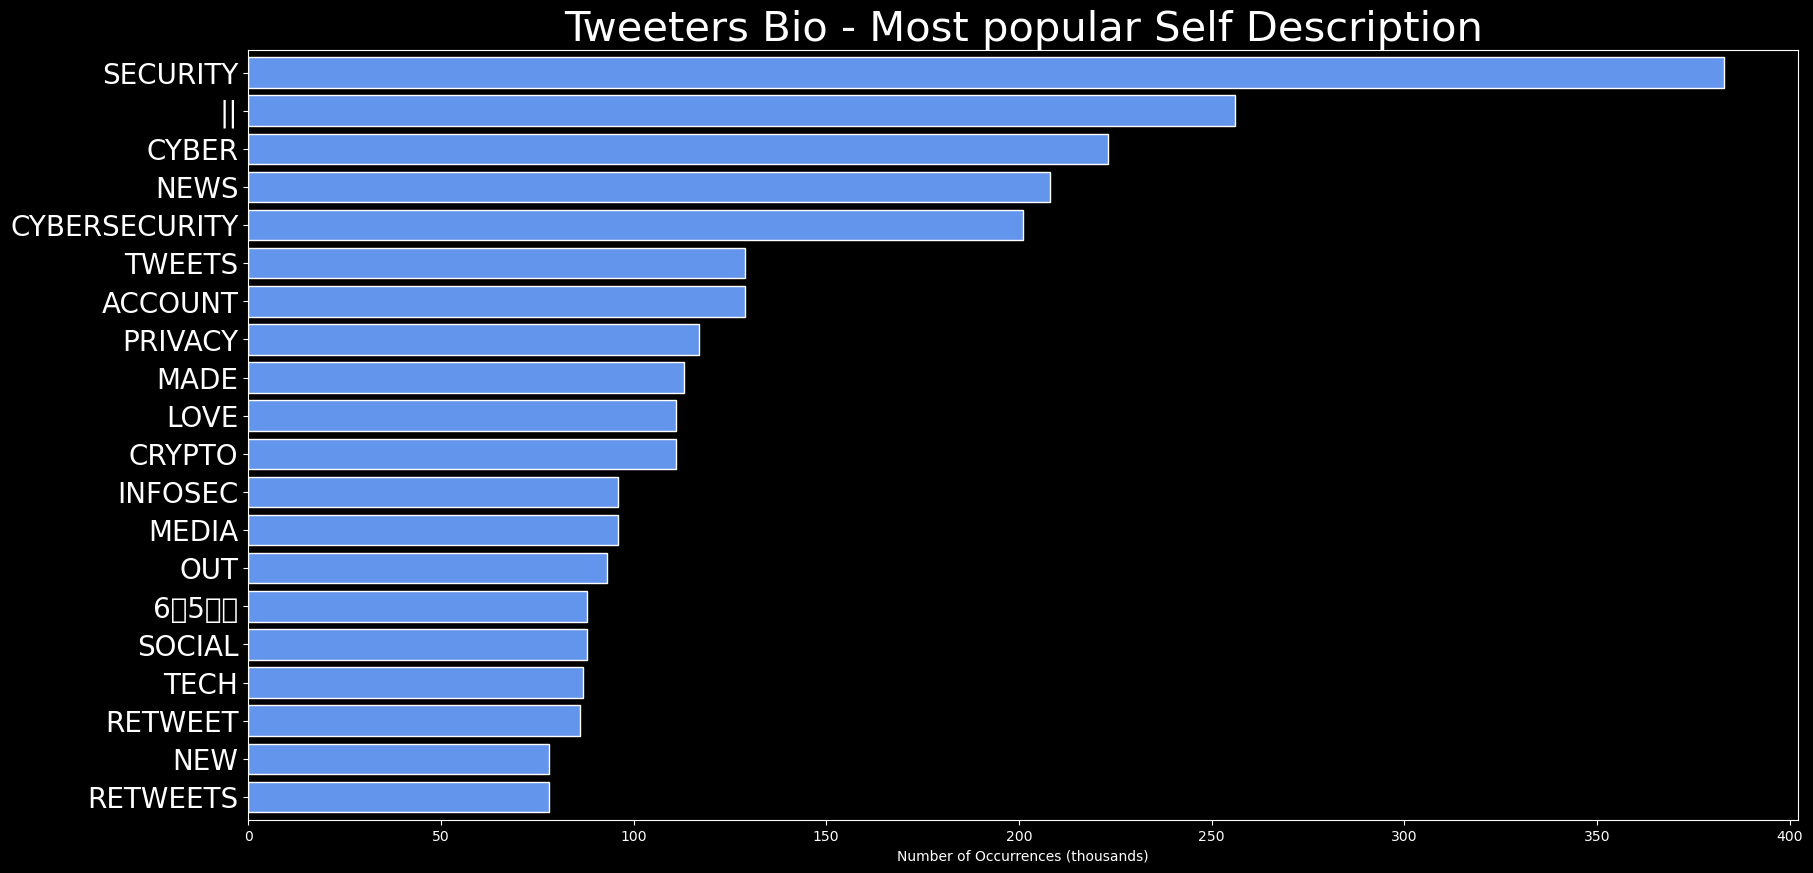 Tweeters Bio - Most popular Self Description
SECURITY
||
CYBER
NEWS
CYBERSECURITY
TWEETS
ACCOUNT
PRIVACY
MADE
LOVE
CRYPTO
INFOSEC
MEDIA
OUT
SOCIAL
TECH
RETWEET
NEW
RETWEETS
0 50 100 150 200 250 300 350 400
Number of Occurrences (thousands)